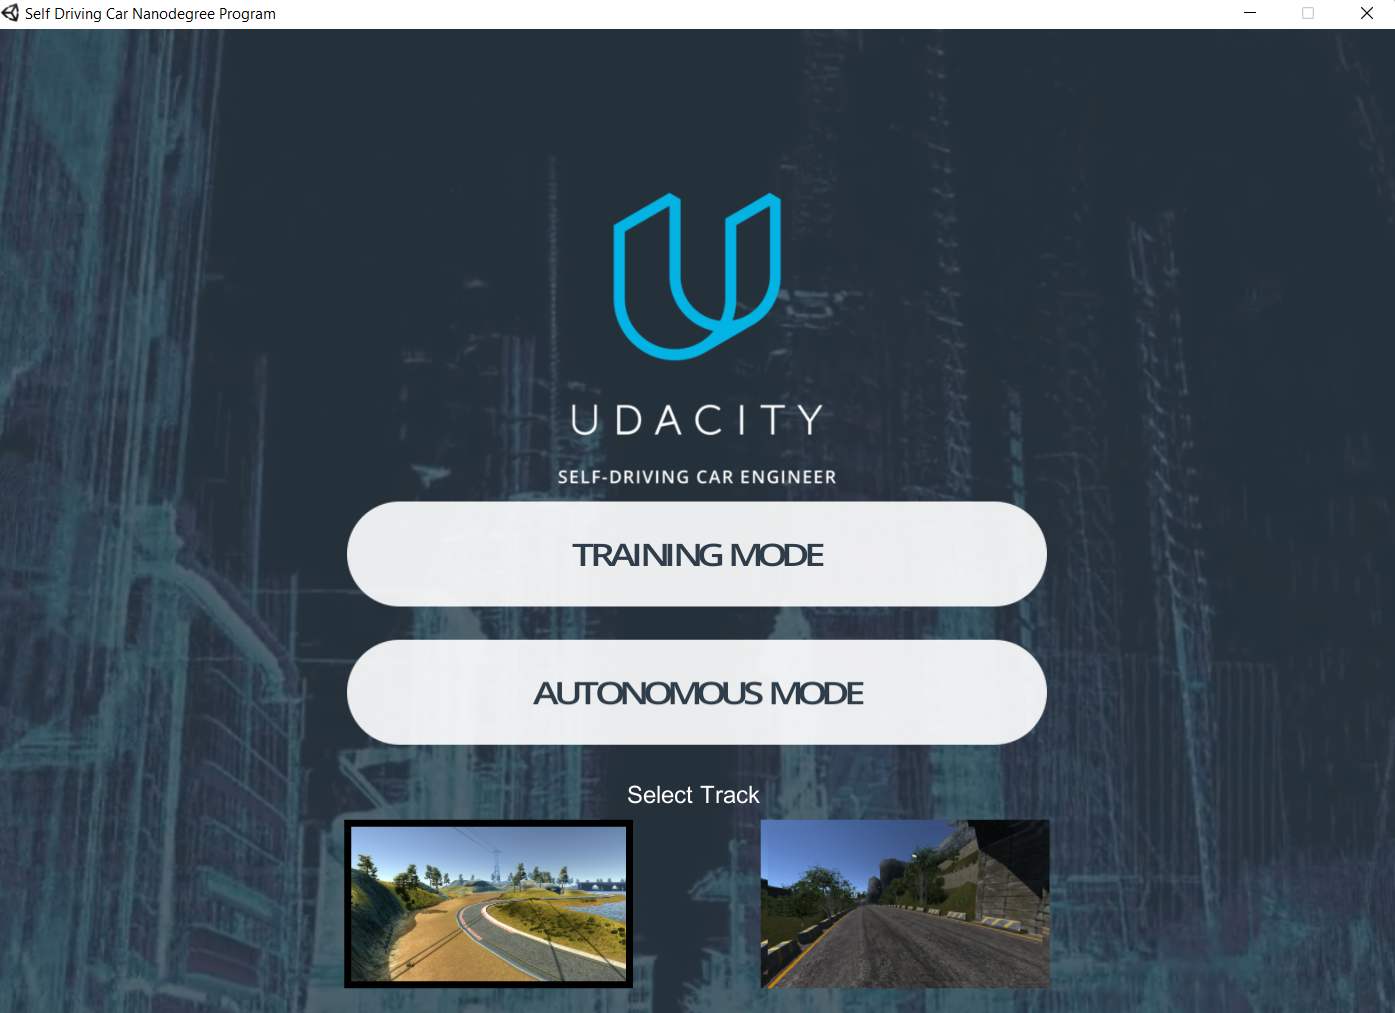 Self Driving Car Nanodegree Program
UDACITY
SELF-DRIVING CAR ENGINEER
TRAINING MODE
AUTONOMOUS MODE
Select Track